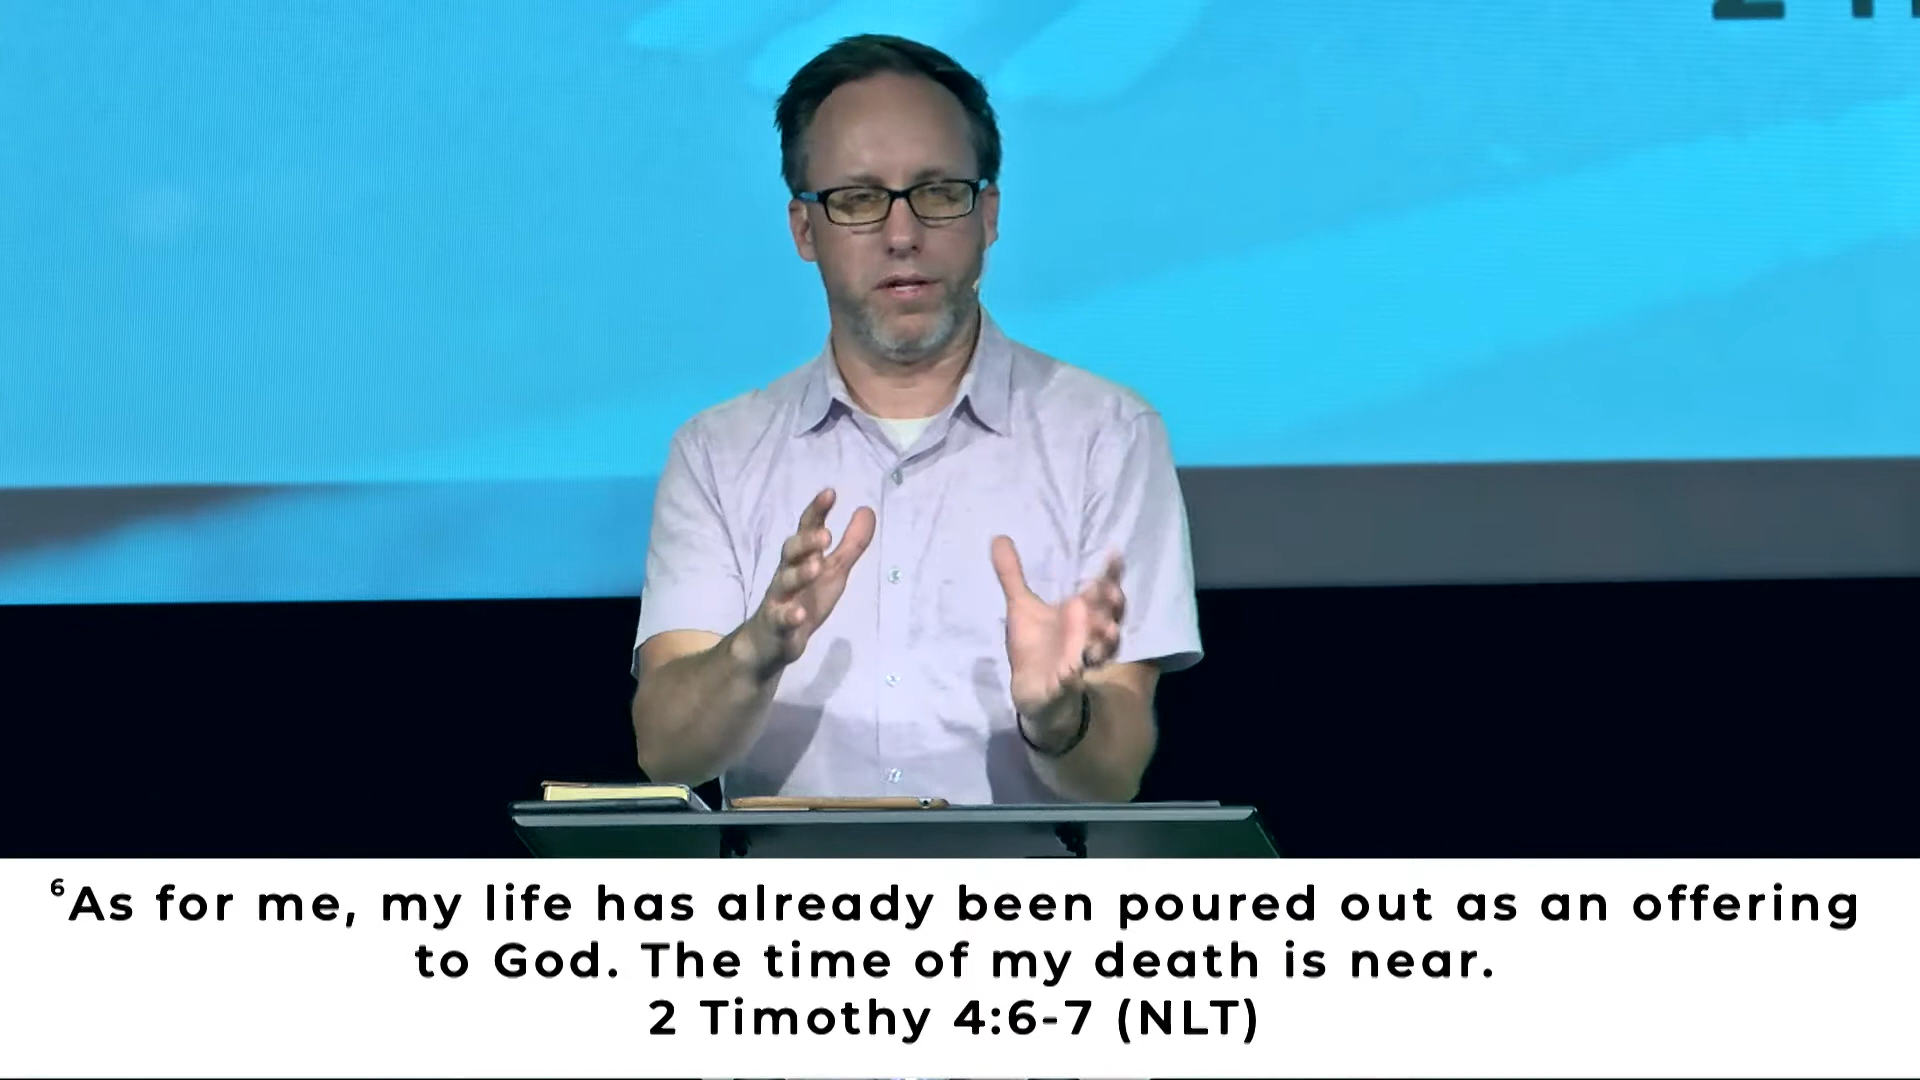 ⁶As for me, my life has already been poured out as an offering
to God. The time of my death is near.
2 Timothy 4:6-7 (NLT)